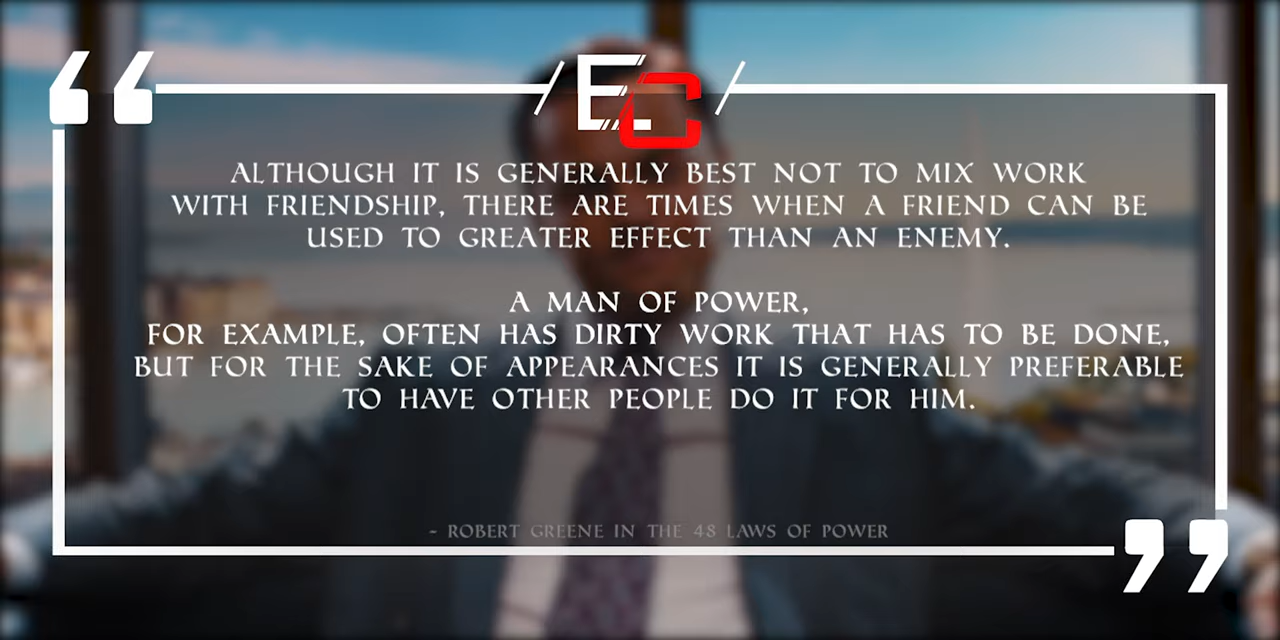 EC
ALTHOUGH IT IS GENERALLY BEST NOT TO MIX WORK
WITH FRIENDSHIP, THERE ARE TIMES WHEN A FRIEND CAN BE
USED TO GREATER EFFECT THAN AN ENEMY.
A MAN OF POWER,
FOR EXAMPLE, OFTEN HAS DIRTY WORK THAT HAS TO BE DONE,
BUT FOR THE SAKE OF APPEARANCES IT IS GENERALLY PREFERABLE
TO HAVE OTHER PEOPLE DO IT FOR HIM.
- ROBERT GREENE IN THE 48 LAWS OF POWER